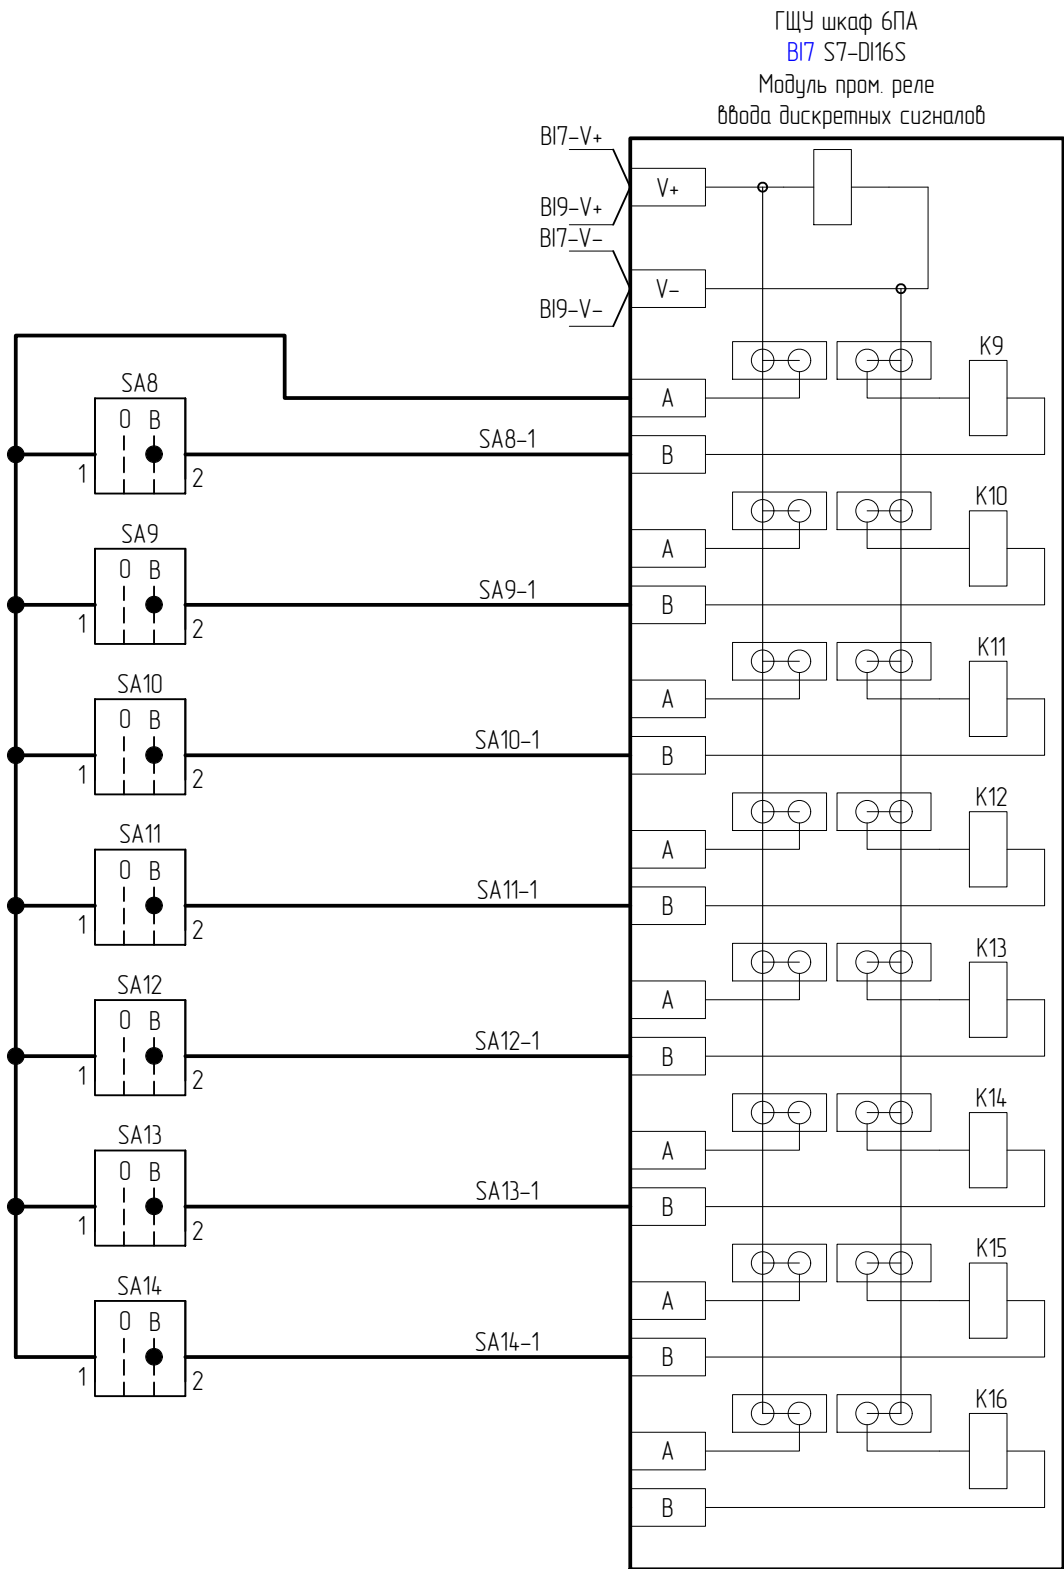 ГЩУ шкаф 6ПА
BI7 S7-DI16S
Модуль пром. реле
ввода дискретных сигналов
BI7-V+
V+
BI9-V+
BI7-V-
V-
BI9-V-
K9
SA8
A
0 В
SA8-1
B
1
2
K10
SA9
A
0 В
SA9-1
B
1
2
K11
SA10
A
0 В
SA10-1
B
1
2
K12
SA11
A
0 В
SA11-1
B
1
2
K13
SA12
A
0 В
SA12-1
B
1
2
K14
SA13
A
0 В
SA13-1
B
1
2
K15
SA14
A
0 В
SA14-1
B
1
2
K16
A
B